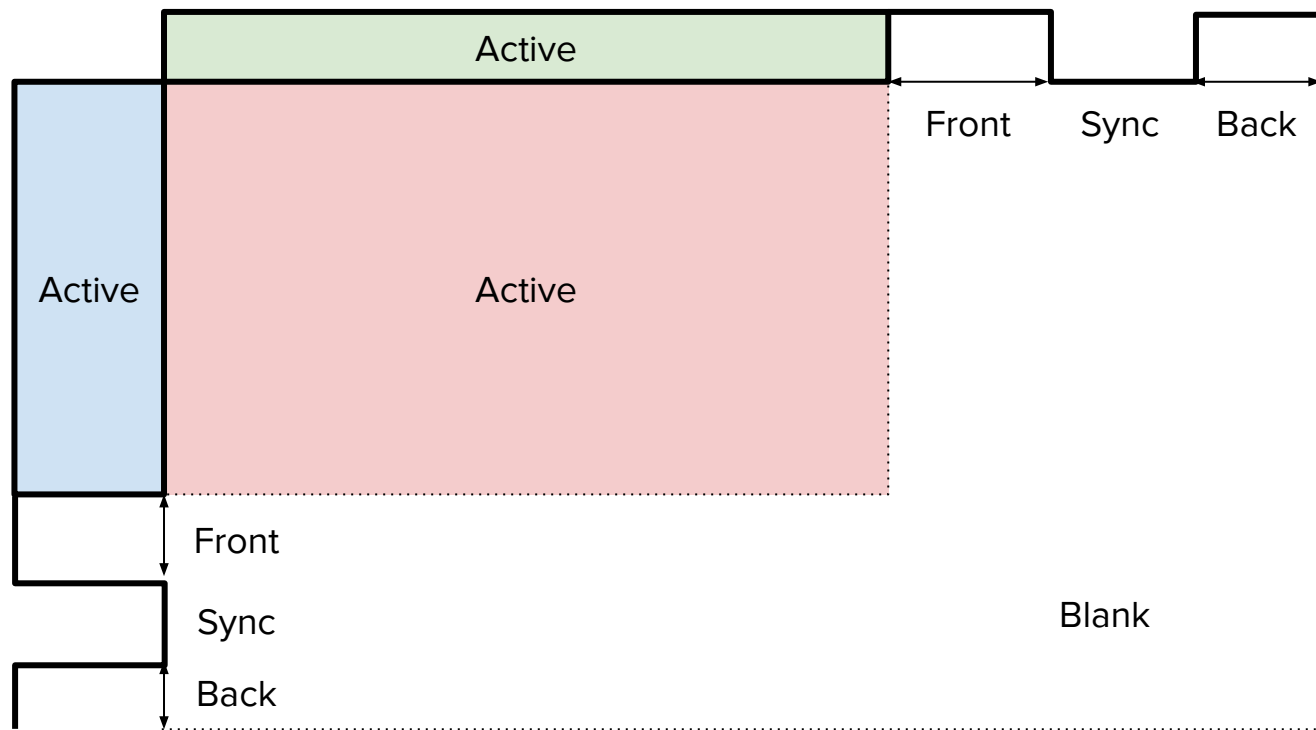 Active
Front
Sync
Back
Active
Active
Front
Sync
Blank
Back